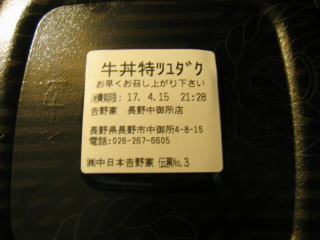 牛丼特ﾂﾕﾀﾞｸ
お早くお召し上がり下さい
消費期限: 17. 4.15 21:28
吉野家 長野中御所店
長野県長野市中御所4-8-15
電話:026-267-6605
㈱中日本吉野家 伝票No.3